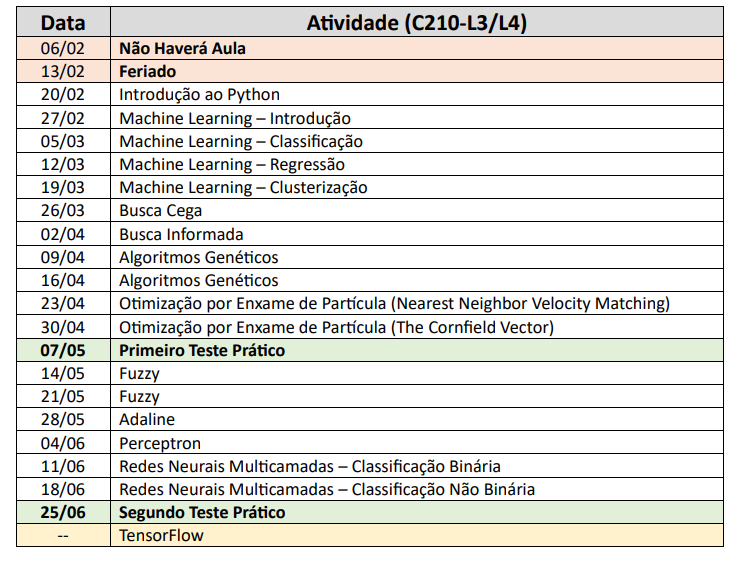 Data Atividade (C210-L3/L4)
06/02 Não Haverá Aula
13/02 Feriado
20/02 Introdução ao Python
27/02 Machine Learning – Introdução
05/03 Machine Learning – Classificação
12/03 Machine Learning – Regressão
19/03 Machine Learning – Clusterização
26/03 Busca Cega
02/04 Busca Informada
09/04 Algoritmos Genéticos
16/04 Algoritmos Genéticos
23/04 Otimização por Enxame de Partícula (Nearest Neighbor Velocity Matching)
30/04 Otimização por Enxame de Partícula (The Cornfield Vector)
07/05 Primeiro Teste Prático
14/05 Fuzzy
21/05 Fuzzy
28/05 Adaline
04/06 Perceptron
11/06 Redes Neurais Multicamadas – Classificação Binária
18/06 Redes Neurais Multicamadas – Classificação Não Binária
25/06 Segundo Teste Prático
-- TensorFlow